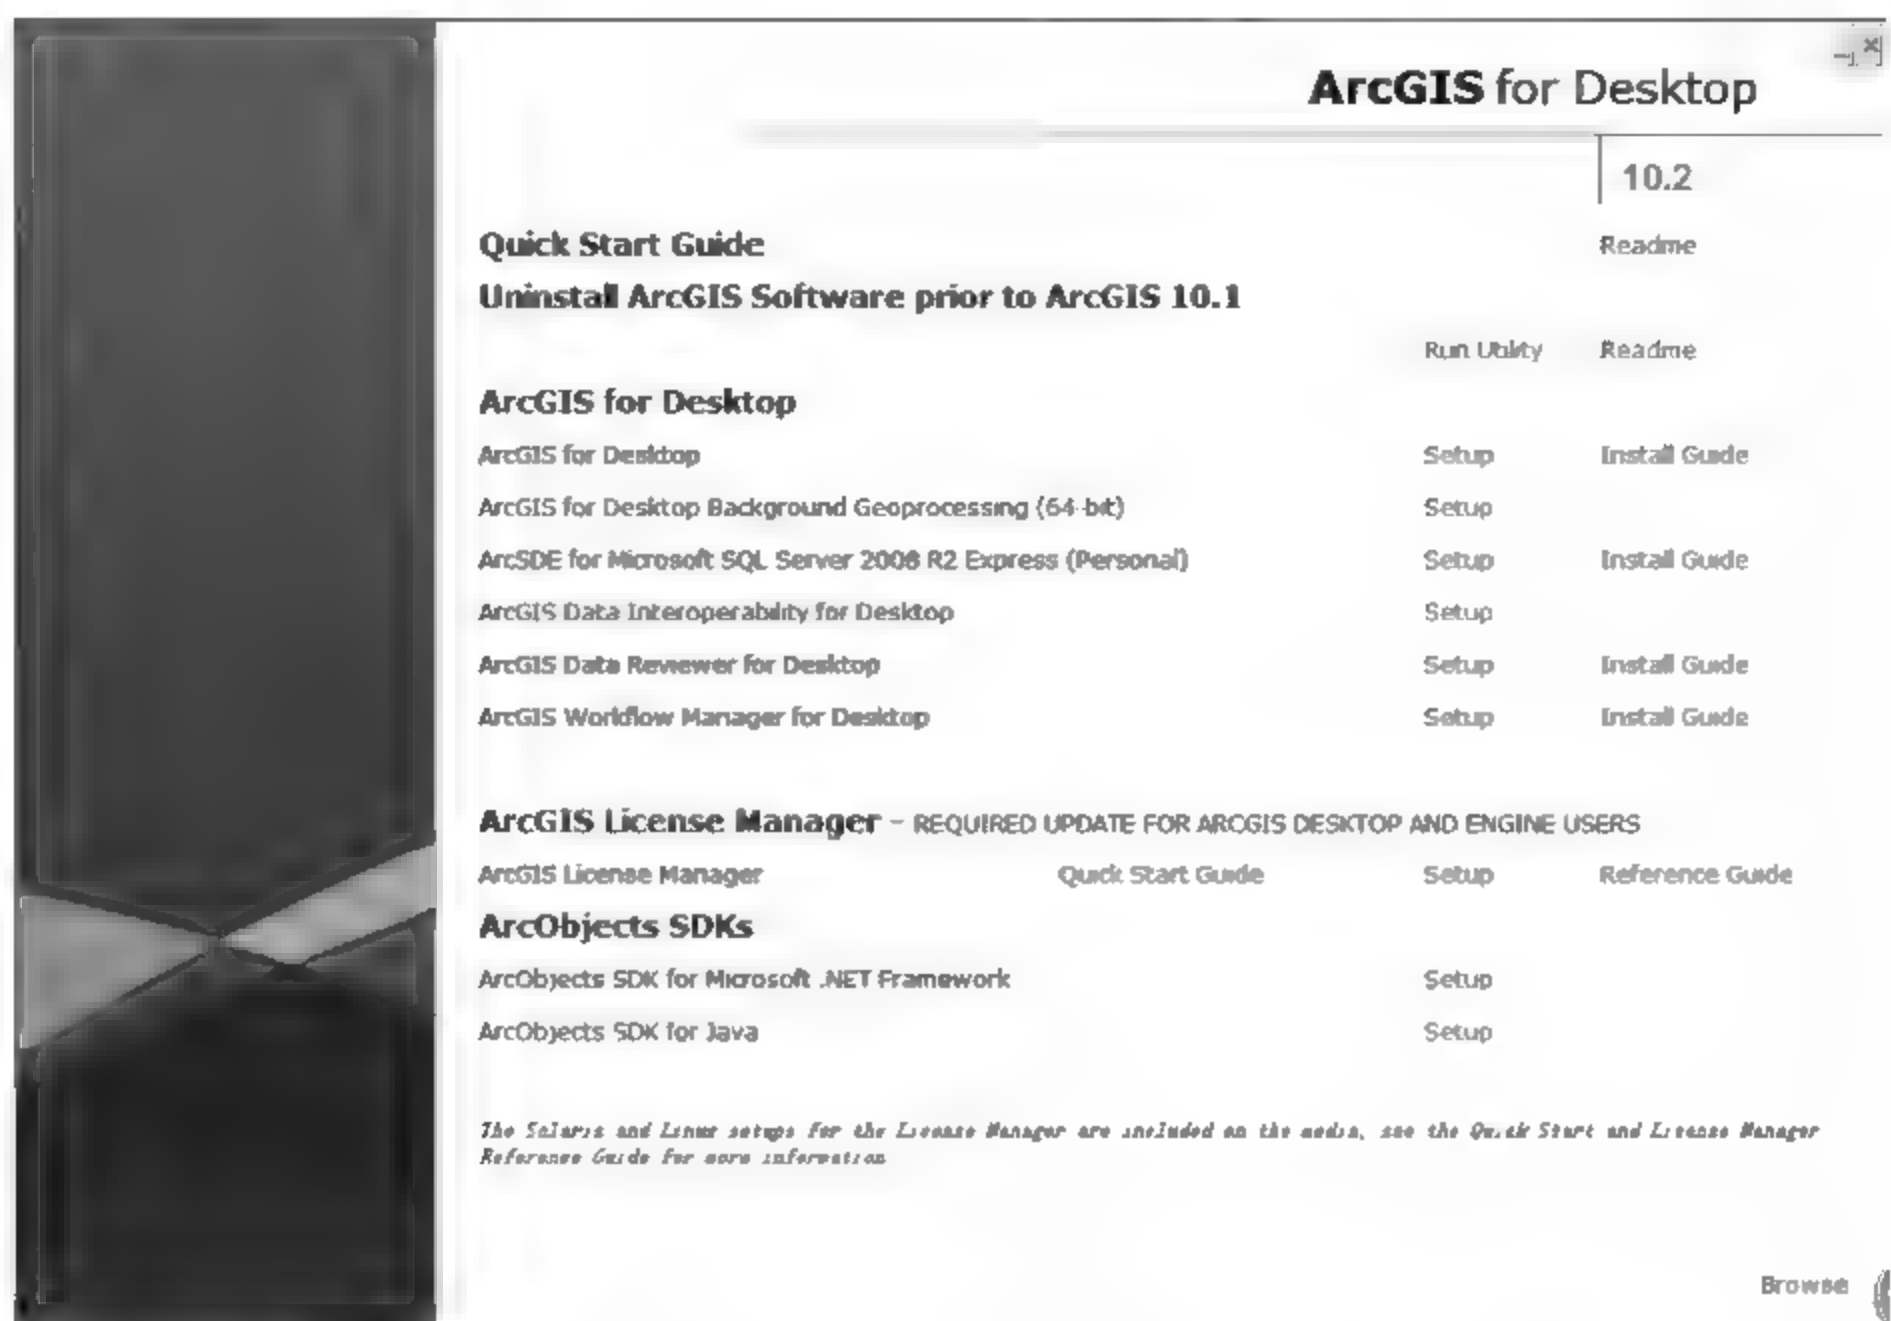 ArcGIS for Desktop
10.2
Quick Start Guide Readme
Uninstall ArcGIS Software prior to ArcGIS 10.1
Run Utility Readme
ArcGIS for Desktop
ArcGIS for Desktop Setup Install Guide
ArcGIS for Desktop Background Geoprocessing (64-bit) Setup
ArcSDE for Microsoft SQL Server 2008 R2 Express (Personal) Setup Install Guide
ArcGIS Data Interoperability for Desktop Setup
ArcGIS Data Reviewer for Desktop Setup Install Guide
ArcGIS Workflow Manager for Desktop Setup Install Guide
ArcGIS License Manager - REQUIRED UPDATE FOR ARCGIS DESKTOP AND ENGINE USERS
ArcGIS License Manager Quick Start Guide Setup Reference Guide
ArcObjects SDKs
ArcObjects SDK for Microsoft .NET Framework Setup
ArcObjects SDK for Java Setup
The Solaris and Linux setups for the License Manager are included on the media, see the Quick Start and License Manager
Reference Guide for more information
Browse